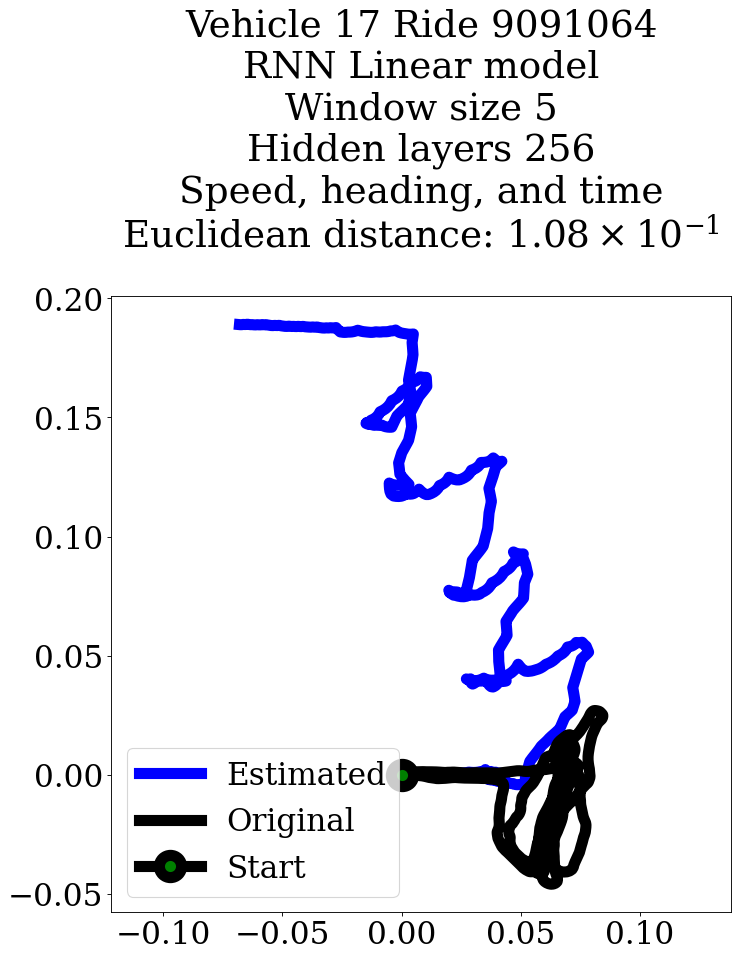 Vehicle 17 Ride 9091064
RNN Linear model
Window size 5
Hidden layers 256
Speed, heading, and time
Euclidean distance: 1.08 × 10⁻¹
0.20
0.15
0.10
0.05
0.00
−0.05
Estimated
Original
Start
−0.10 −0.05 0.00 0.05 0.10